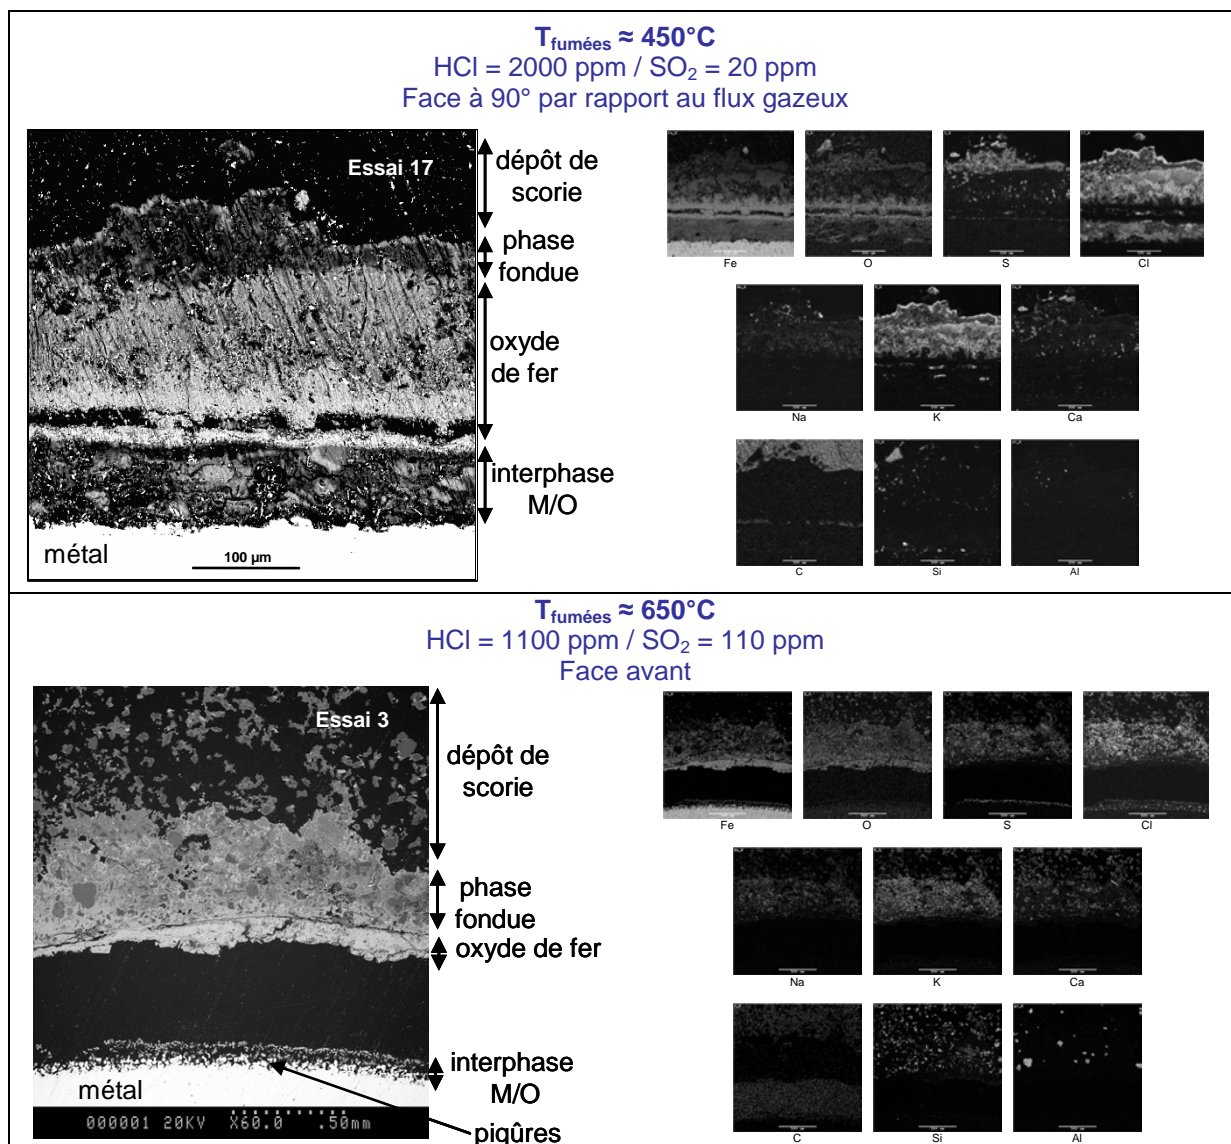 T_fumées ≈ 450°C
HCl = 2000 ppm / SO₂ = 20 ppm
Face à 90° par rapport au flux gazeux
Essai 17
dépôt de
scorie
phase
fondue
oxyde
de fer
interphase
M/O
métal
100 µm
Fe
O
S
Cl
Na
K
Ca
C
Si
Al
T_fumées ≈ 650°C
HCl = 1100 ppm / SO₂ = 110 ppm
Face avant
Essai 3
dépôt de
scorie
phase
fondue
oxyde de fer
interphase
M/O
métal
000001 20KV X60.0 .50mm
piqûres
Fe
O
S
Cl
Na
K
Ca
C
Si
Al